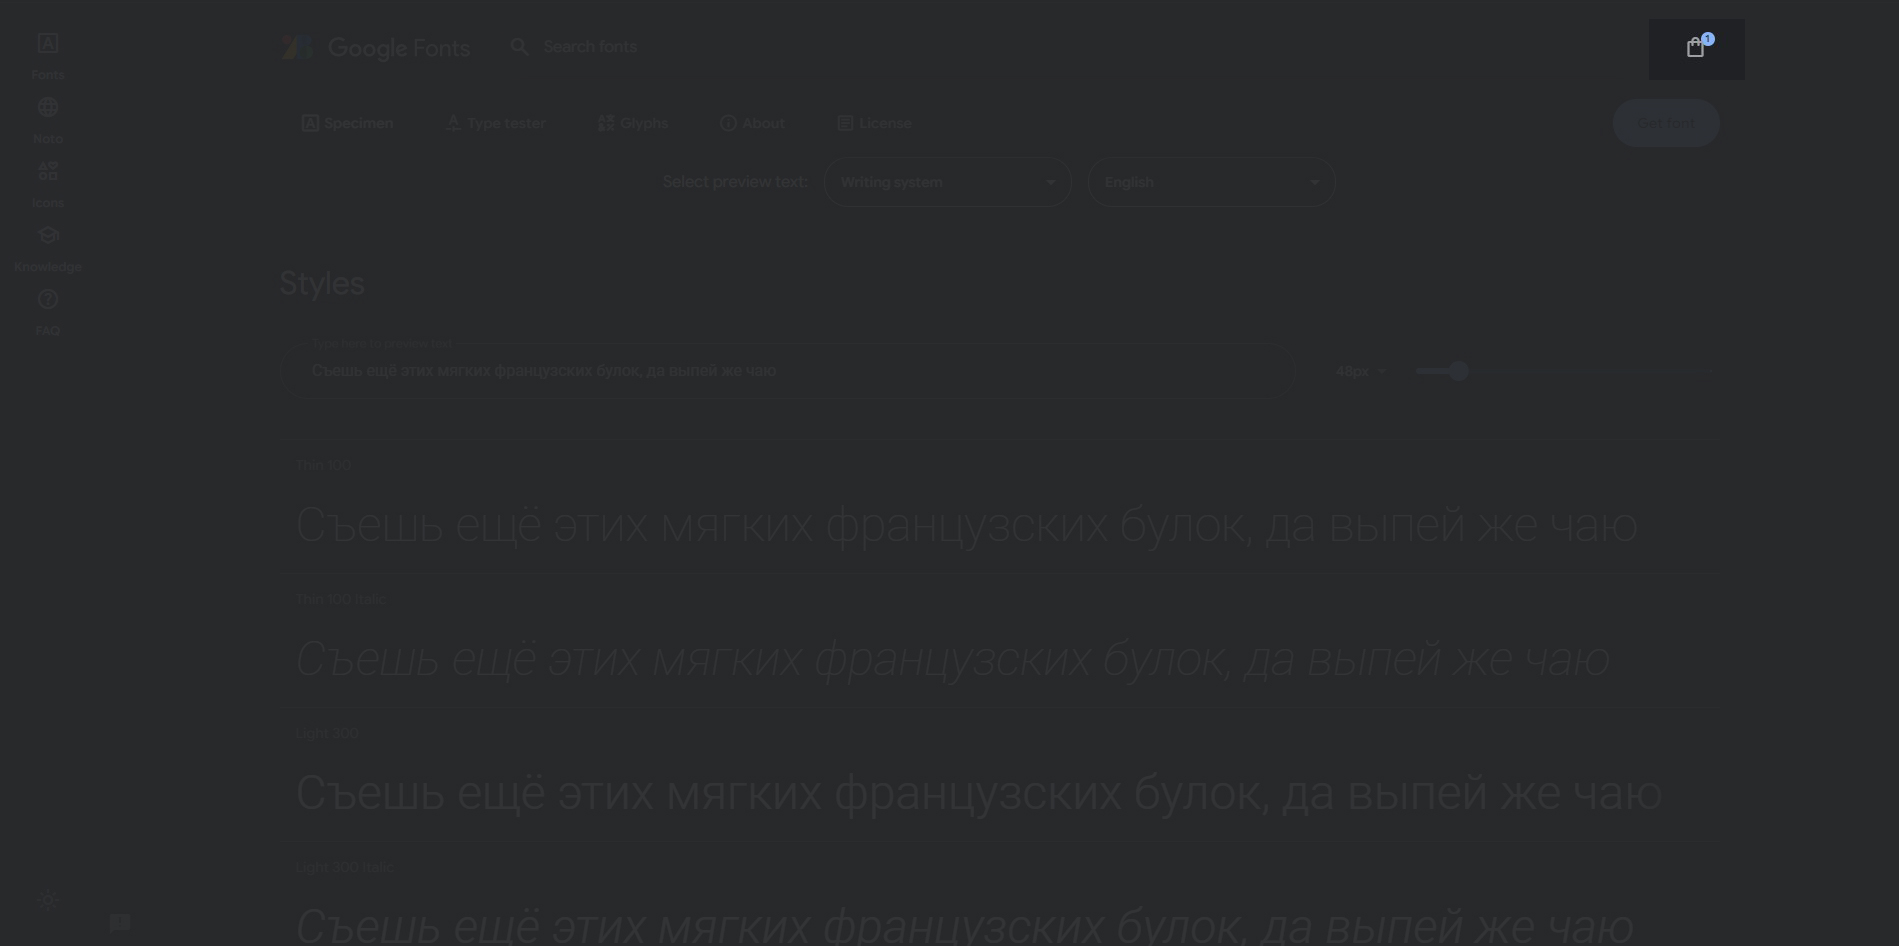 Fonts
Noto
Icons
Knowledge
FAQ
Google Fonts
Search fonts
1
Specimen
Type tester
Glyphs
About
License
Get font
Select preview text:
Writing system
English
Styles
Type here to preview text
Съешь ещё этих мягких французских булок, да выпей же чаю
48px
Thin 100
Съешь ещё этих мягких французских булок, да выпей же чаю
Thin 100 Italic
Съешь ещё этих мягких французских булок, да выпей же чаю
Light 300
Съешь ещё этих мягких французских булок, да выпей же чаю
Light 300 Italic
Съешь ещё этих мягких французских булок, да выпей же чаю